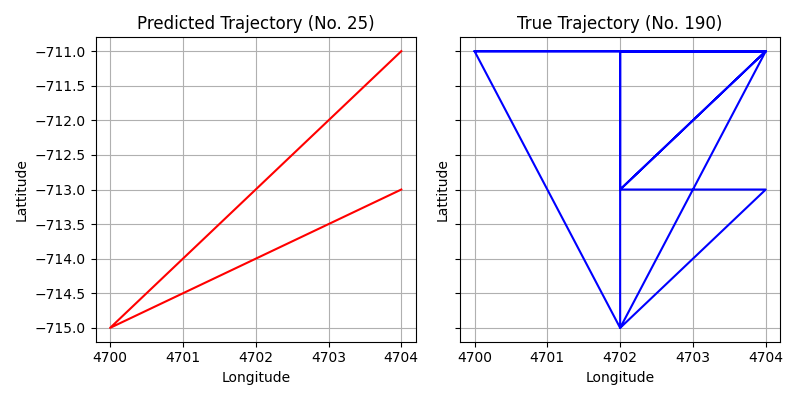 Predicted Trajectory (No. 25)
True Trajectory (No. 190)
−711.0
−711.5
−712.0
−712.5
−713.0
−713.5
−714.0
−714.5
−715.0
Lattitude
Lattitude
4700 4701 4702 4703 4704
4700 4701 4702 4703 4704
Longitude
Longitude